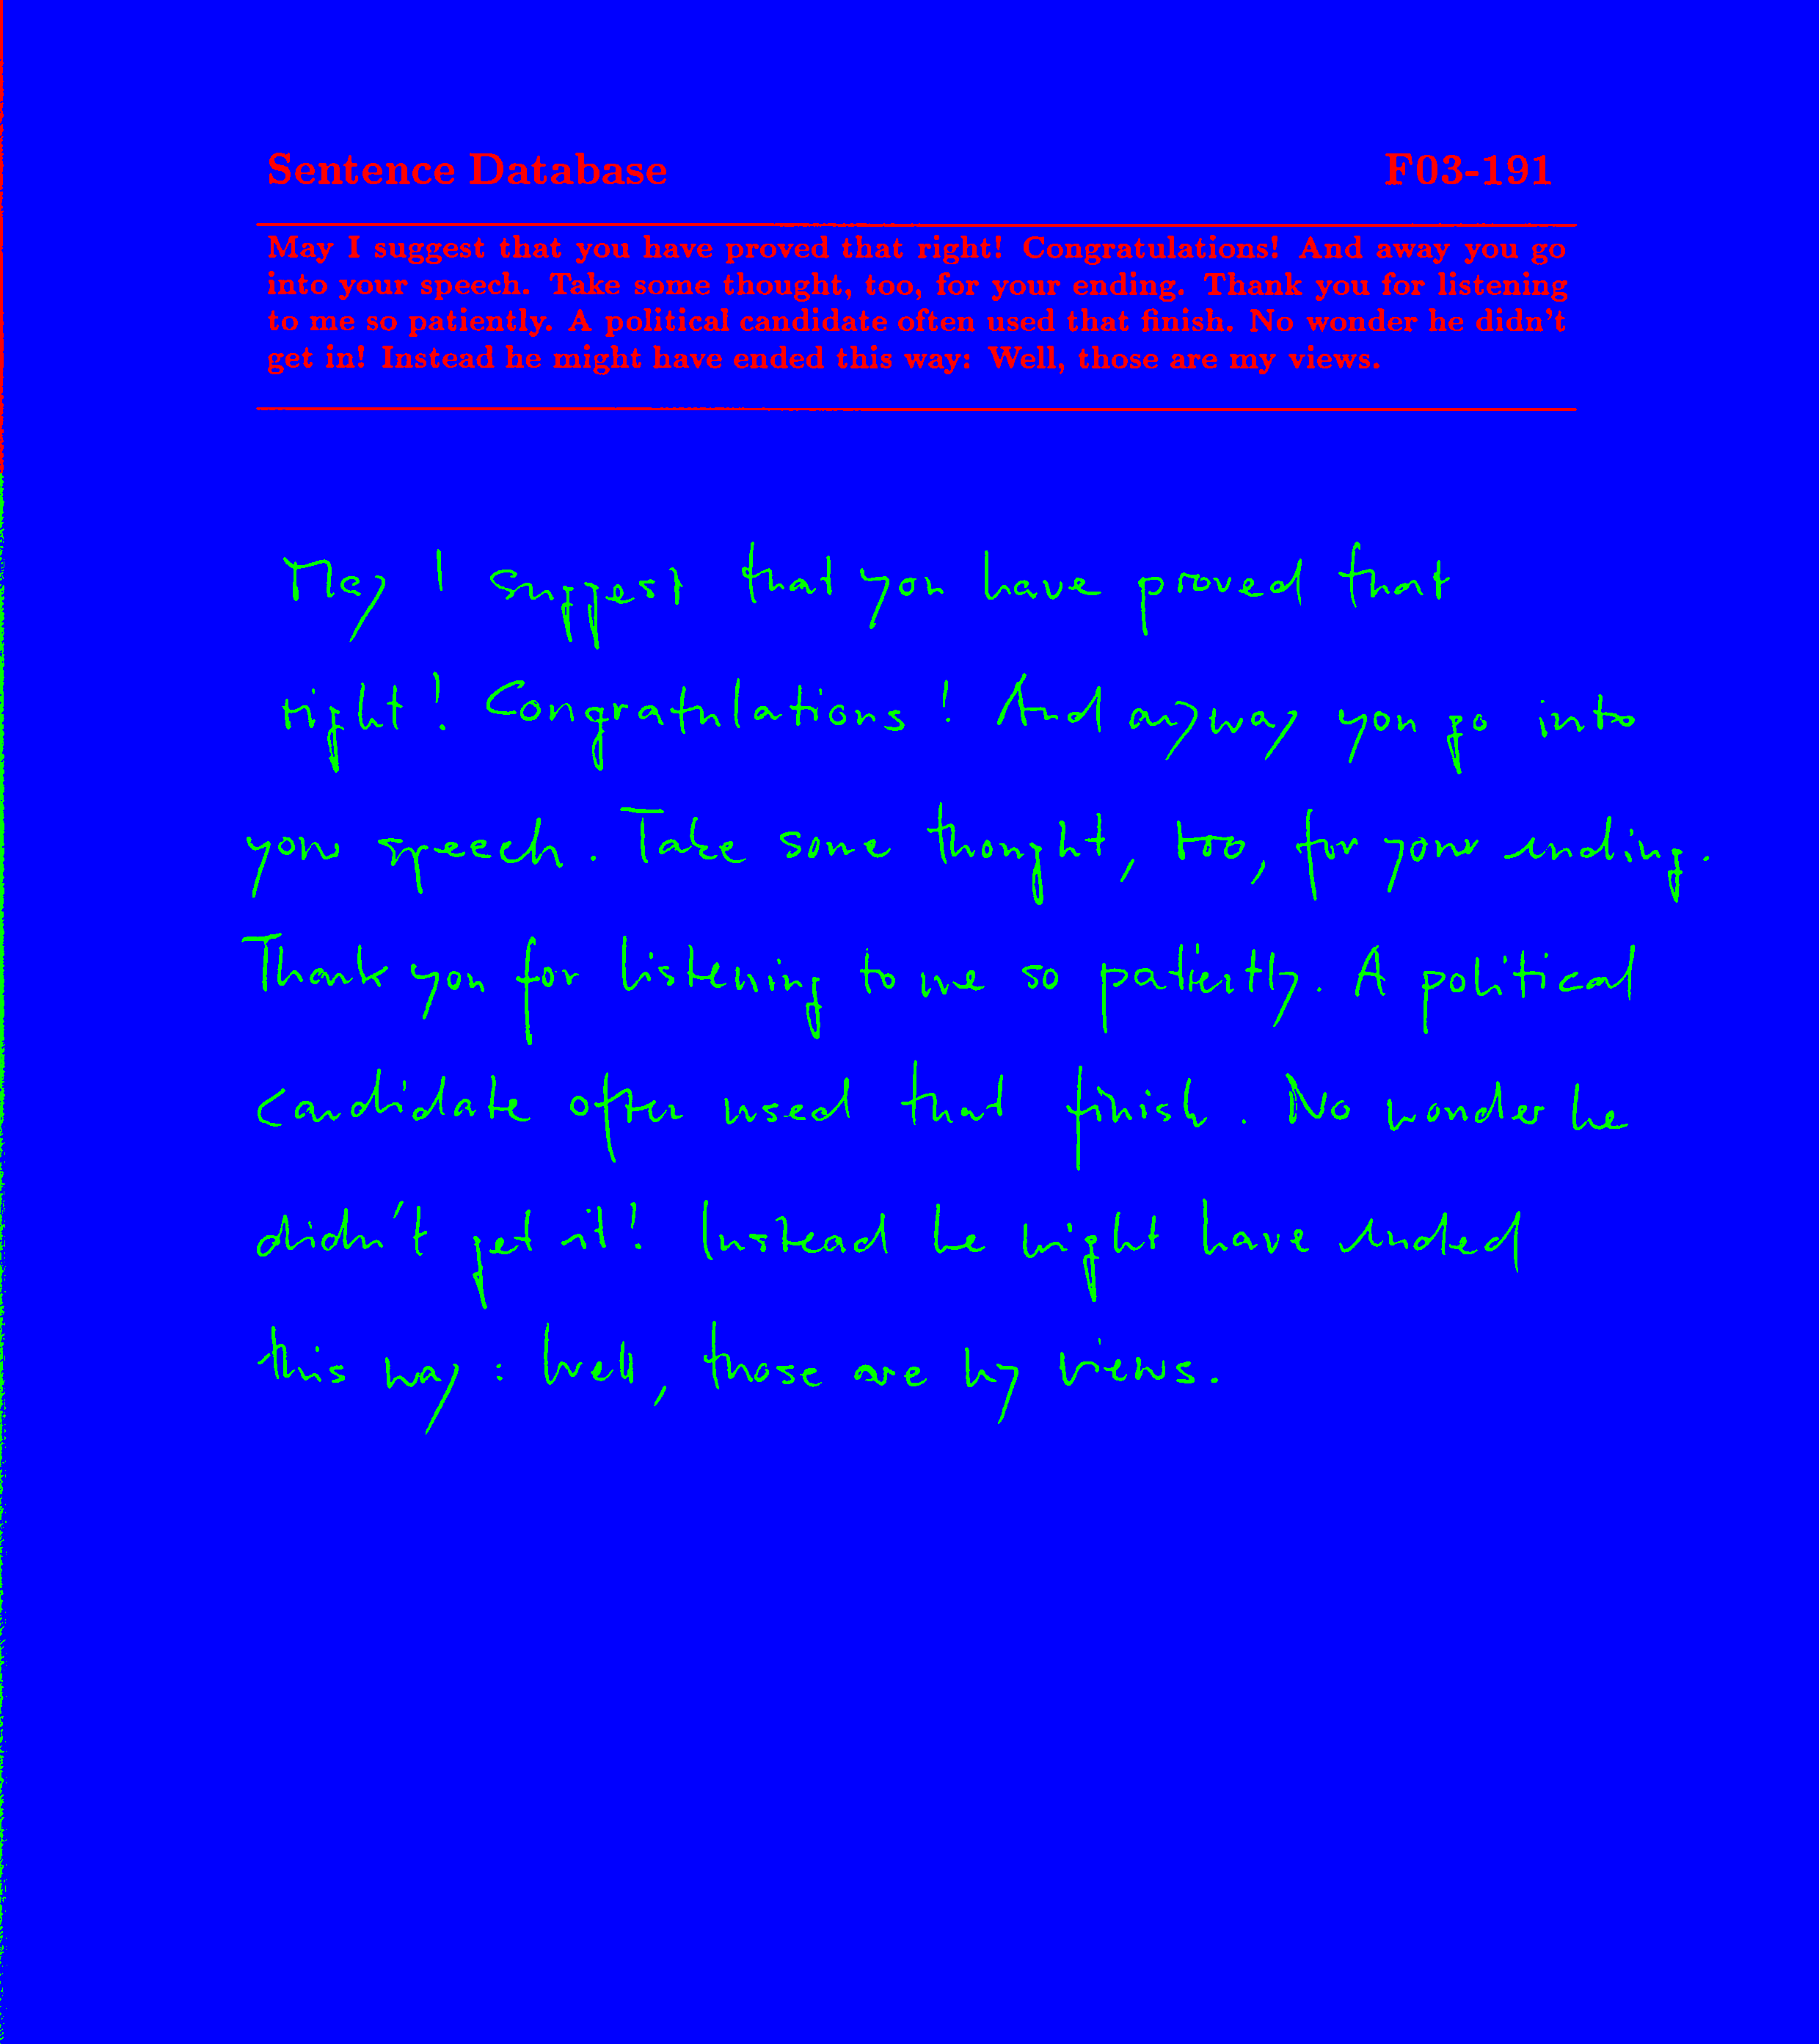 Sentence Database F03-191
May I suggest that you have proved that right! Congratulations! And away you go
into your speech. Take some thought, too, for your ending. Thank you for listening
to me so patiently. A political candidate often used that finish. No wonder he didn't
get in! Instead he might have ended this way: Well, those are my views.
May I suggest that you have proved that
right! Congratulations! And anyway you go into
your speech. Take some thought, too, for your ending.
Thank you for listening to me so patiently. A political
candidate often used that finish. No wonder he
didn't get it! Instead he might have ended
this way: Well, those are my views.